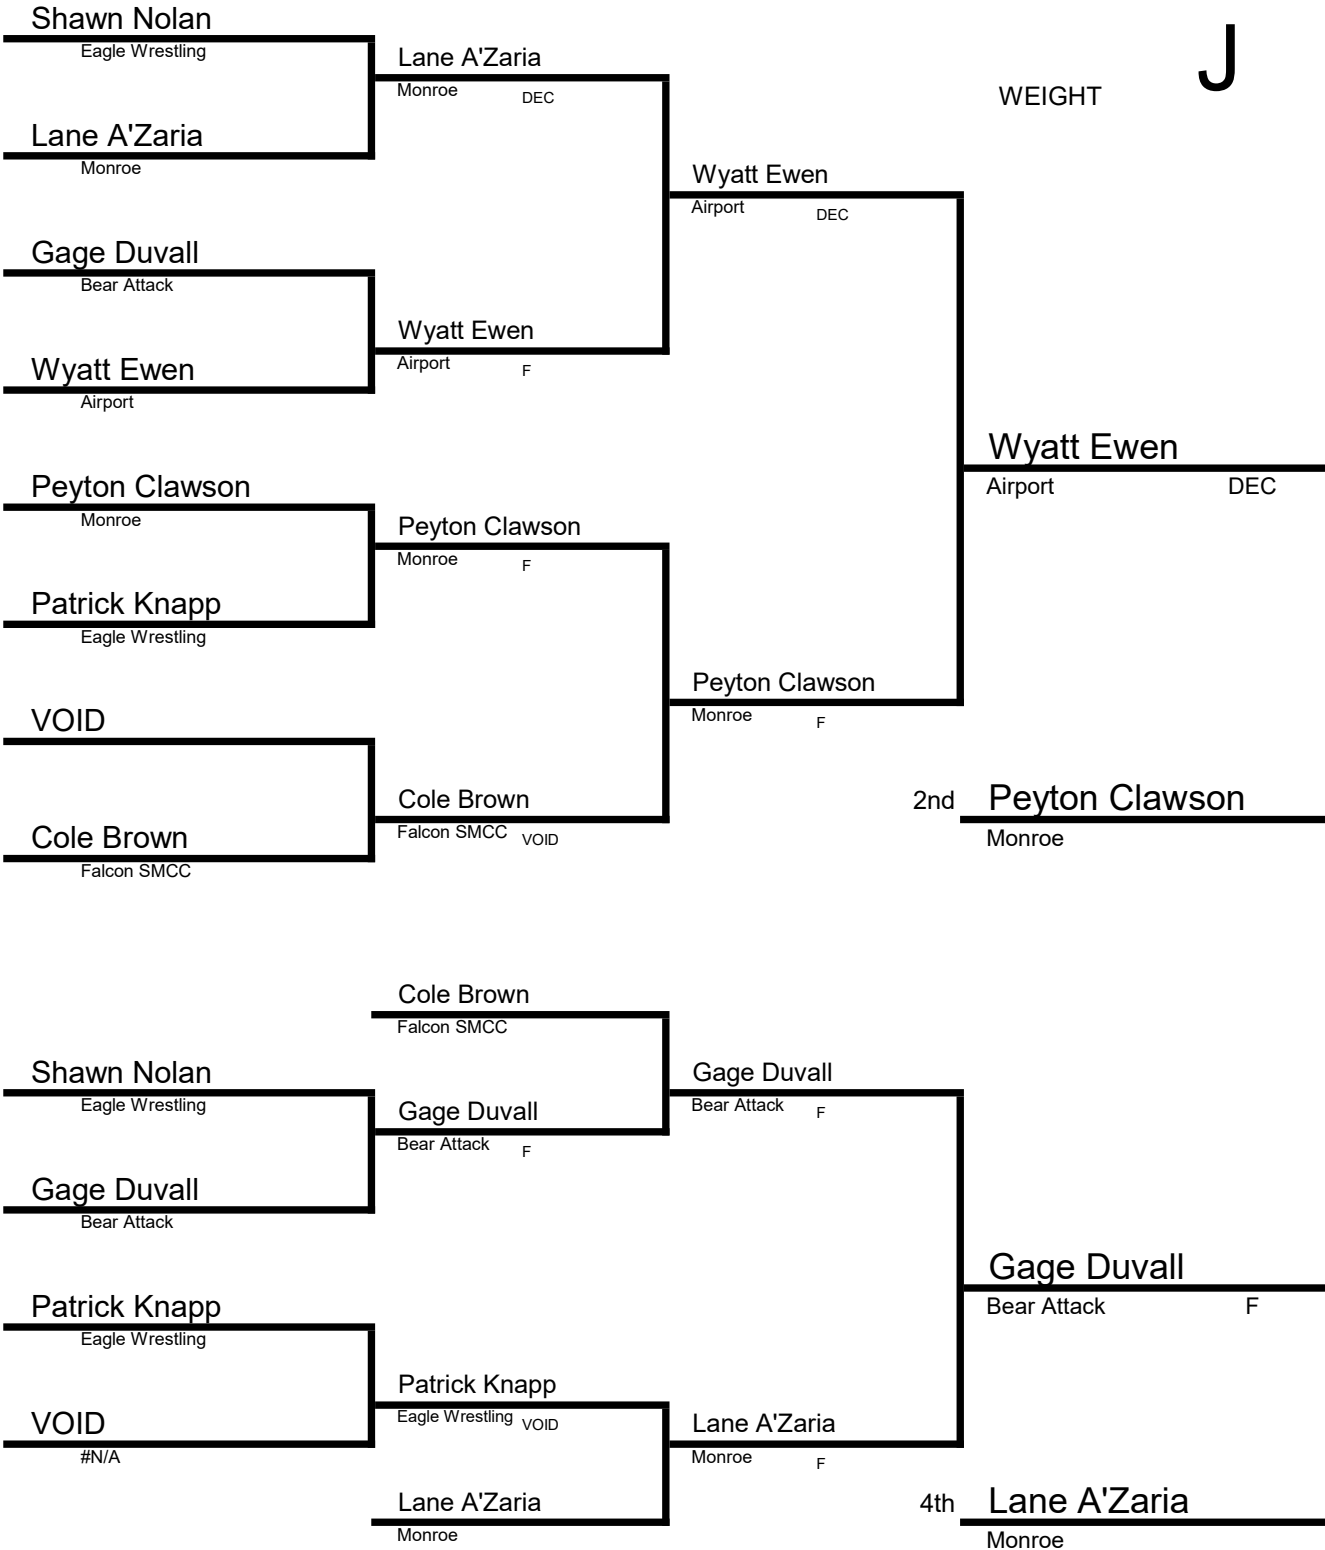 Shawn Nolan
Eagle Wrestling
Lane A'Zaria
Monroe
DEC
J
WEIGHT
Lane A'Zaria
Monroe
Wyatt Ewen
Airport
DEC
Gage Duvall
Bear Attack
Wyatt Ewen
Airport
F
Wyatt Ewen
Airport
Wyatt Ewen
Airport
DEC
Peyton Clawson
Monroe
Peyton Clawson
Monroe
F
Patrick Knapp
Eagle Wrestling
Peyton Clawson
Monroe
F
VOID
Cole Brown
Falcon SMCC
VOID
2nd
Peyton Clawson
Monroe
Cole Brown
Falcon SMCC
Cole Brown
Falcon SMCC
Shawn Nolan
Eagle Wrestling
Gage Duvall
Bear Attack
F
Gage Duvall
Bear Attack
F
Gage Duvall
Bear Attack
Gage Duvall
Bear Attack
F
Patrick Knapp
Eagle Wrestling
Patrick Knapp
Eagle Wrestling
VOID
VOID
#N/A
Lane A'Zaria
Monroe
F
Lane A'Zaria
Monroe
4th
Lane A'Zaria
Monroe